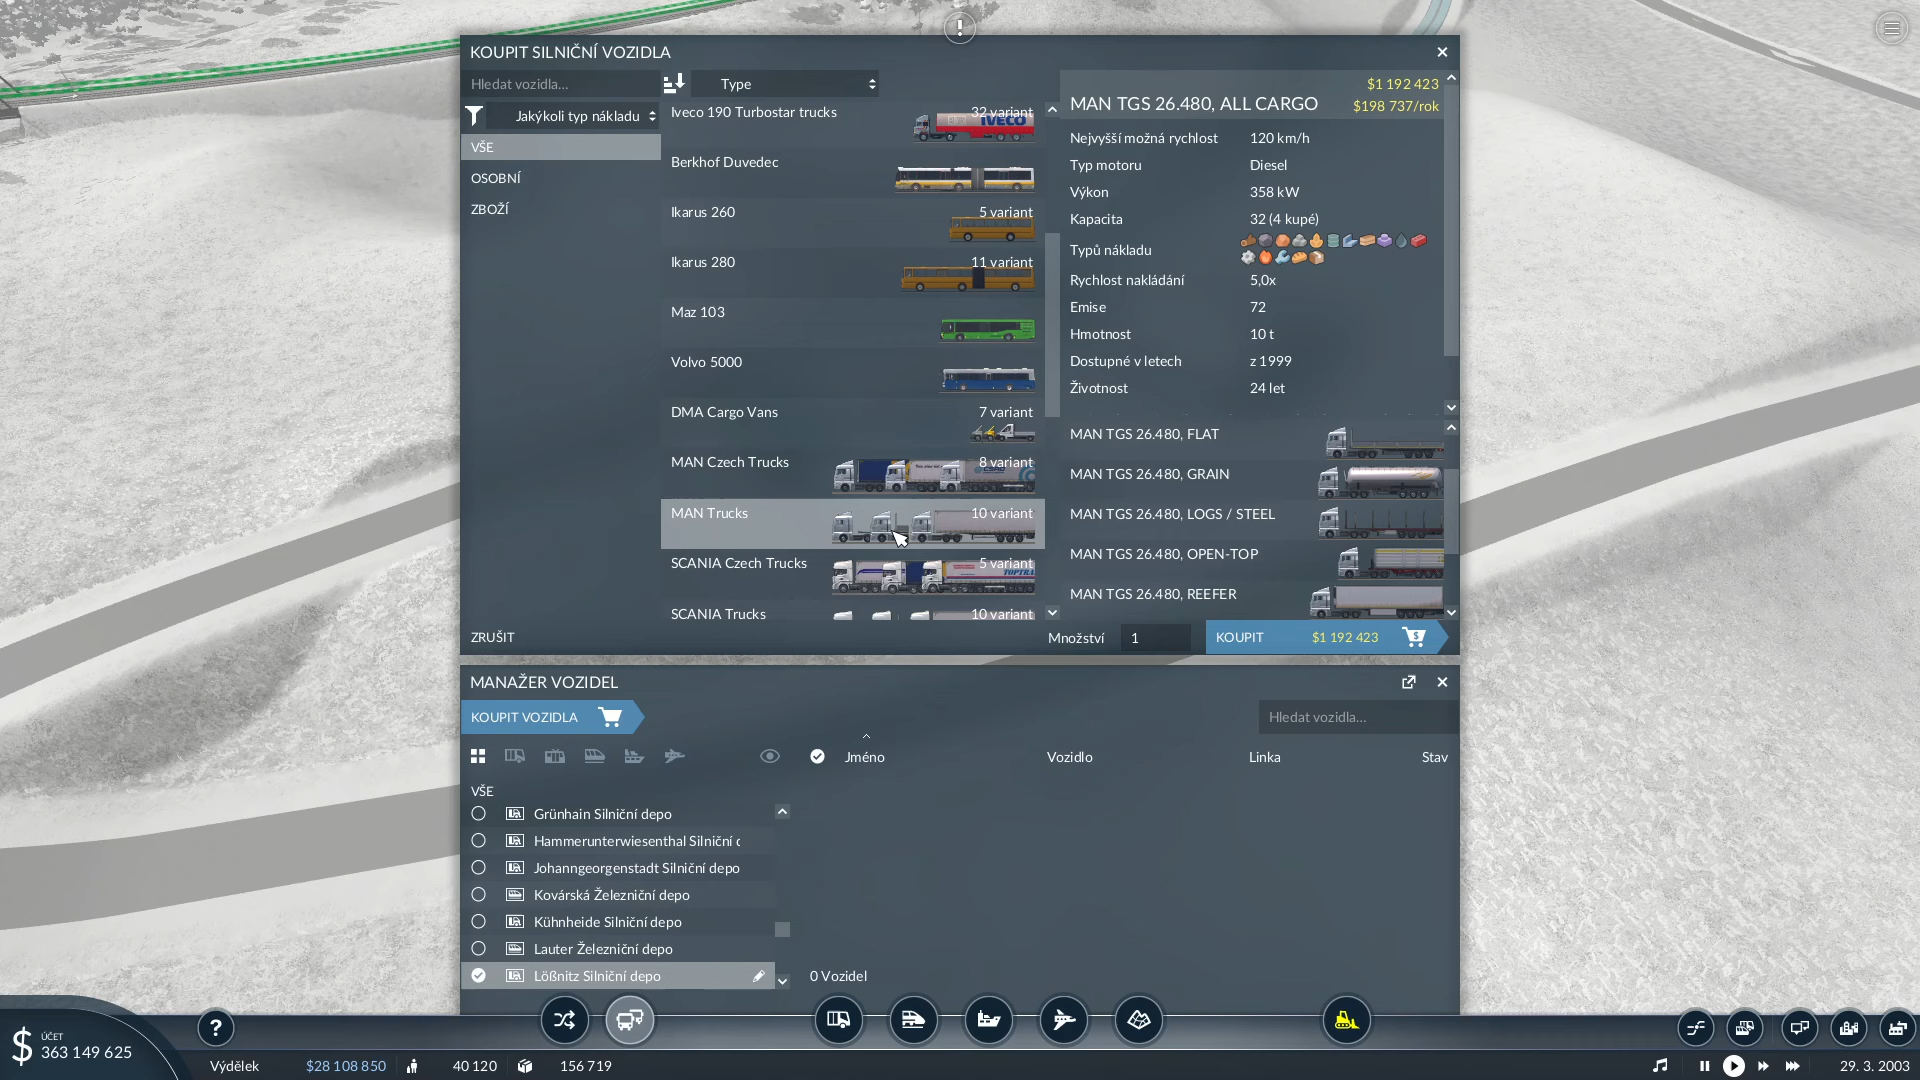 KOUPIT SILNIČNÍ VOZIDLA
Hledat vozidla...
Type
Jakýkoli typ nákladu
VŠE
OSOBNÍ
ZBOŽÍ
Iveco 190 Turbostar trucks
32 variant
IVECO
Berkhof Duvedec
Ikarus 260
5 variant
Ikarus 280
11 variant
Maz 103
Volvo 5000
DMA Cargo Vans
7 variant
MAN Czech Trucks
8 variant
MAN Trucks
10 variant
SCANIA Czech Trucks
5 variant
SCANIA Trucks
10 variant
$1 192 423
MAN TGS 26.480, ALL CARGO
$198 737/rok
Nejvyšší možná rychlost 120 km/h
Typ motoru Diesel
Výkon 358 kW
Kapacita 32 (4 kupé)
Typů nákladu
Rychlost nakládání 5,0x
Emise 72
Hmotnost 10 t
Dostupné v letech z 1999
Životnost 24 let
MAN TGS 26.480, FLAT
MAN TGS 26.480, GRAIN
MAN TGS 26.480, LOGS / STEEL
MAN TGS 26.480, OPEN-TOP
MAN TGS 26.480, REEFER
ZRUŠIT
Množství 1
KOUPIT $1 192 423
MANAŽER VOZIDEL
KOUPIT VOZIDLA
Hledat vozidla...
Jméno Vozidlo Linka Stav
VŠE
Grünhain Silniční depo
Hammerunterwiesenthal Silniční d
Johanngeorgenstadt Silniční depo
Kovárská Železniční depo
Kühnheide Silniční depo
Lauter Železniční depo
Lößnitz Silniční depo
0 Vozidel
ÚČET
363 149 625
Výdělek $28 108 850 40 120 156 719
29. 3. 2003